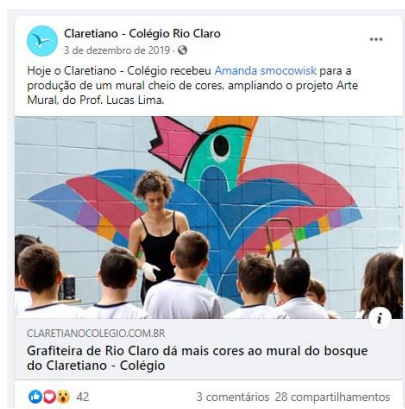 Claretiano - Colégio Rio Claro
3 de dezembro de 2019 ·
Hoje o Claretiano - Colégio recebeu Amanda smocowisk para a
produção de um mural cheio de cores, ampliando o projeto Arte
Mural, do Prof. Lucas Lima.
i
CLARETIANOCOLEGIO.COM.BR
Grafiteira de Rio Claro dá mais cores ao mural do bosque
do Claretiano - Colégio
42
3 comentários 28 compartilhamentos